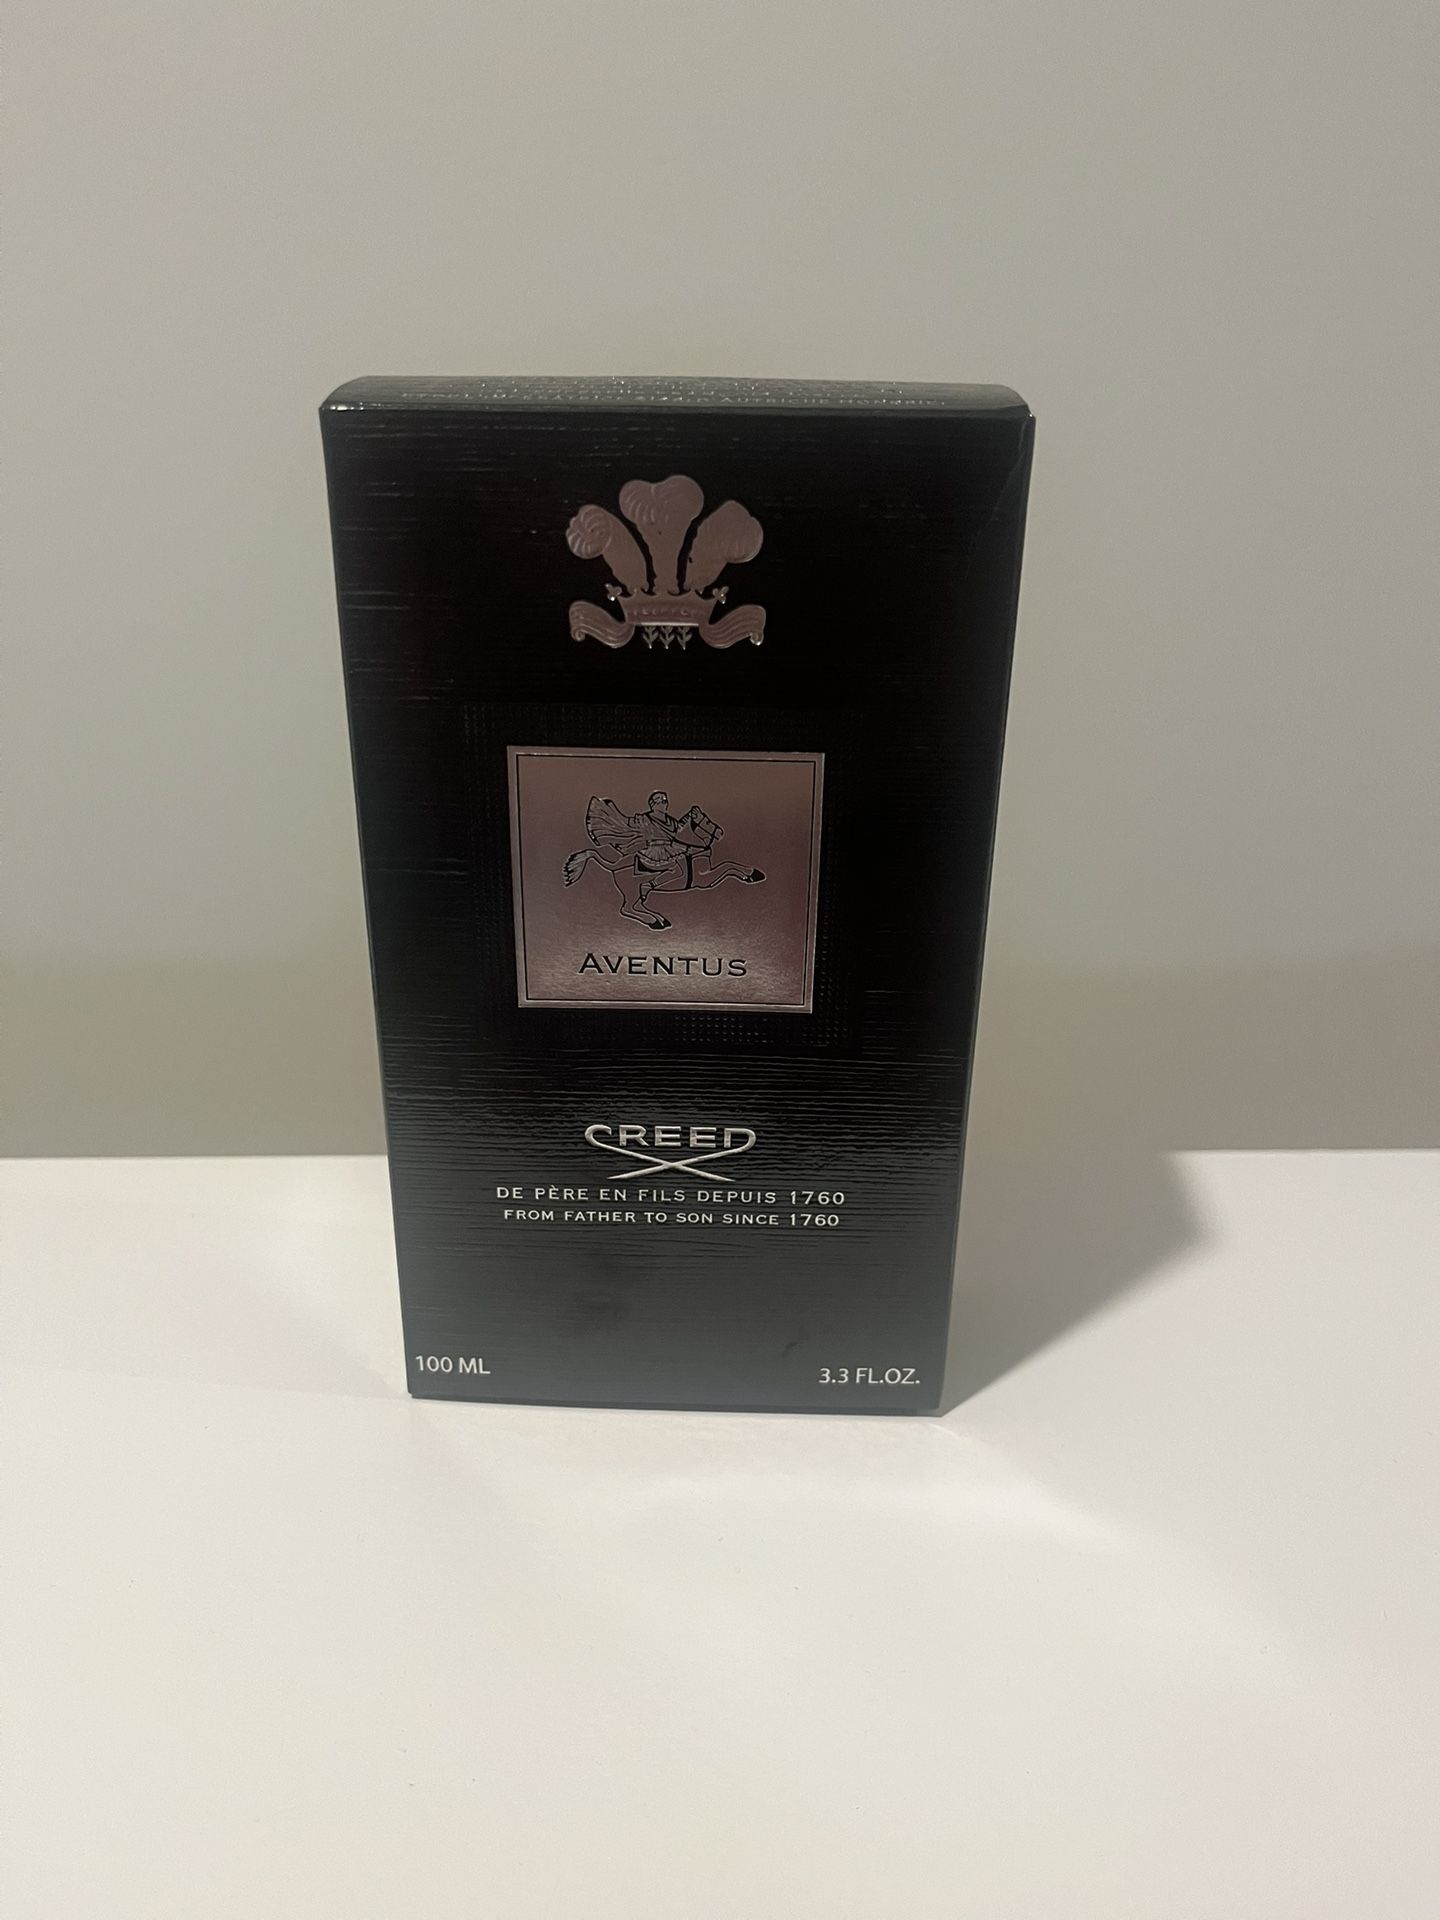 AVENTUS
CREED
DE PÈRE EN FILS DEPUIS 1760
FROM FATHER TO SON SINCE 1760
100 ML
3.3 FL.OZ.